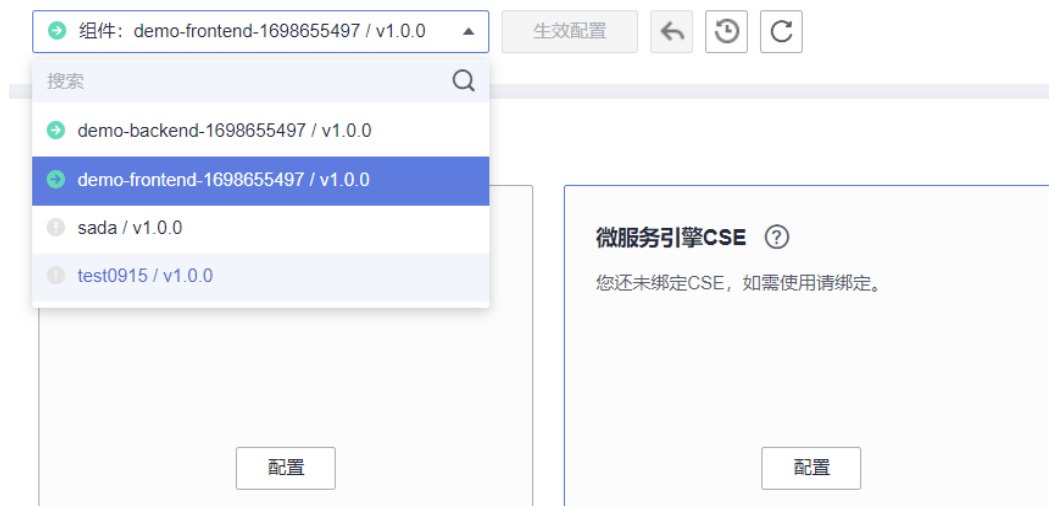 组件：demo-frontend-1698655497 / v1.0.0
生效配置
搜索
demo-backend-1698655497 / v1.0.0
demo-frontend-1698655497 / v1.0.0
sada / v1.0.0
test0915 / v1.0.0
微服务引擎CSE
您还未绑定CSE，如需使用请绑定。
配置
配置